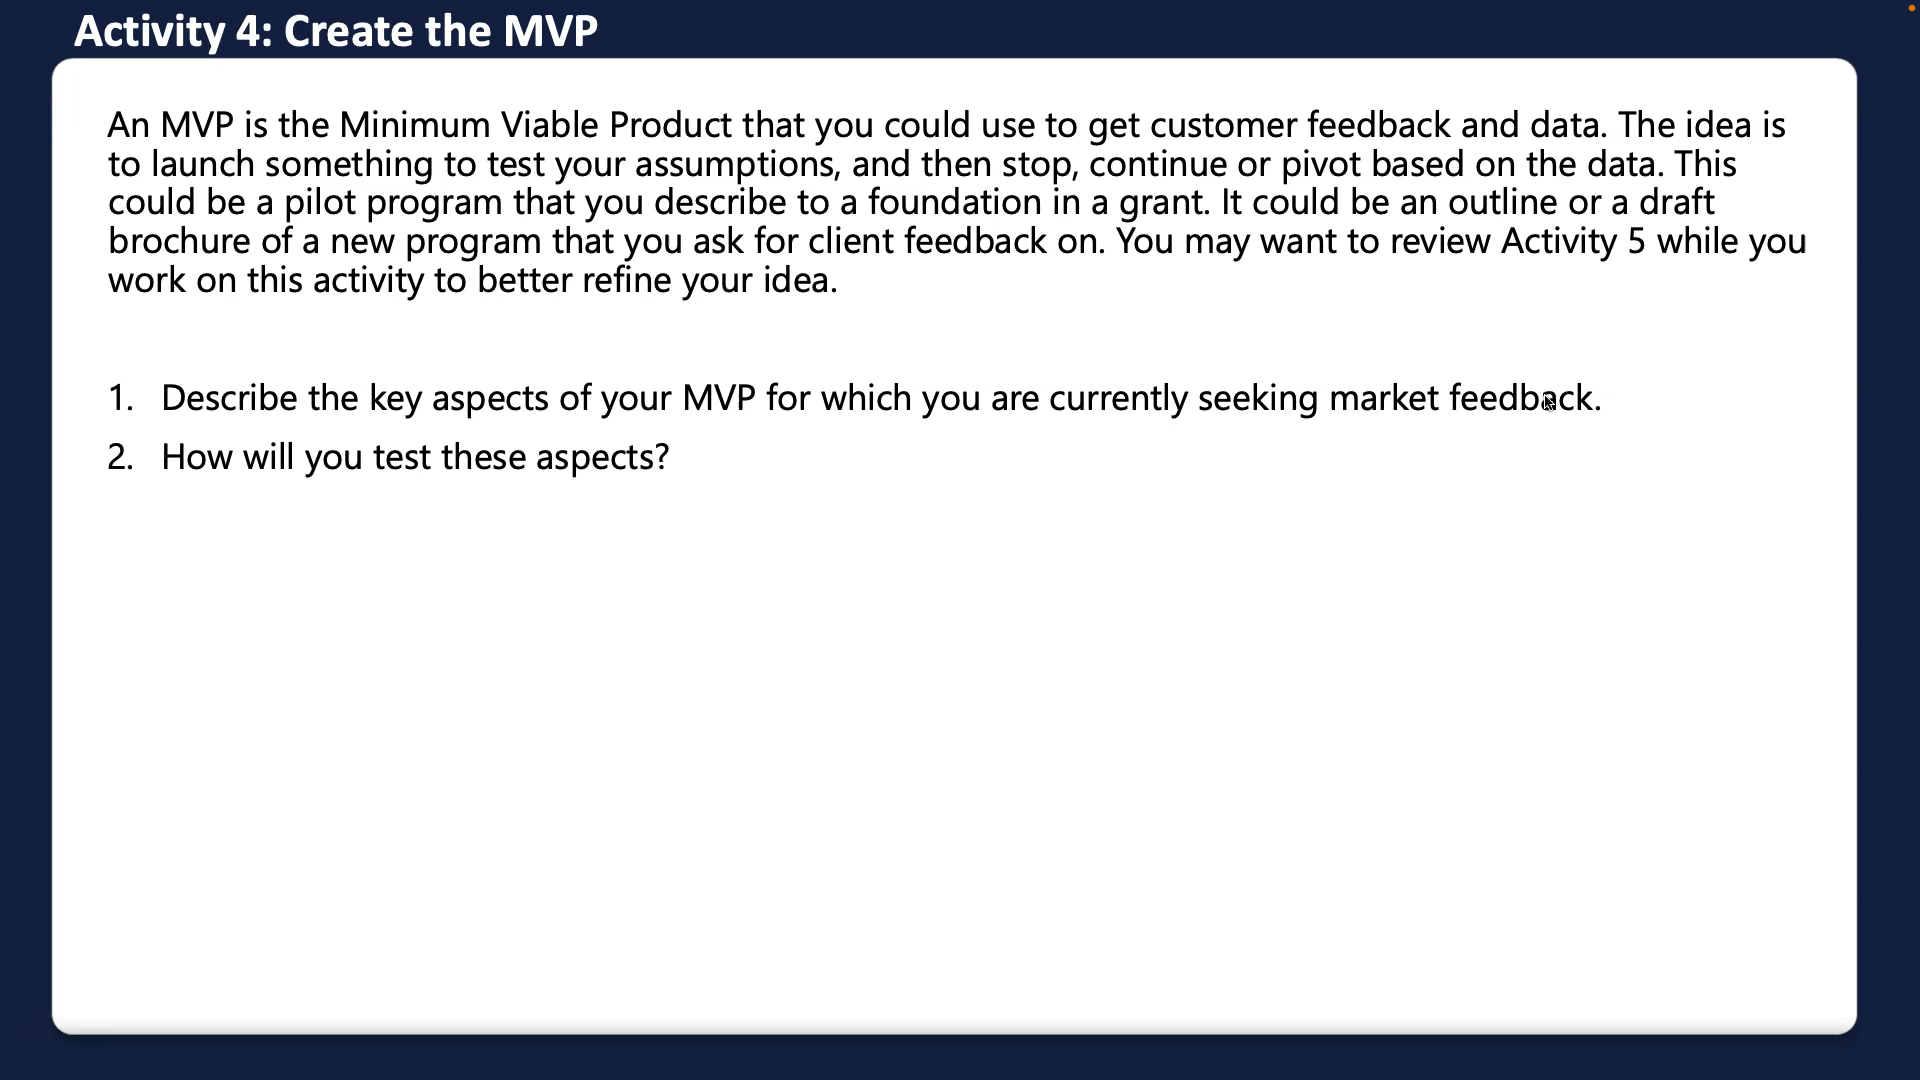 Activity 4: Create the MVP
An MVP is the Minimum Viable Product that you could use to get customer feedback and data. The idea is
to launch something to test your assumptions, and then stop, continue or pivot based on the data. This
could be a pilot program that you describe to a foundation in a grant. It could be an outline or a draft
brochure of a new program that you ask for client feedback on. You may want to review Activity 5 while you
work on this activity to better refine your idea.
1. Describe the key aspects of your MVP for which you are currently seeking market feedback.
2. How will you test these aspects?